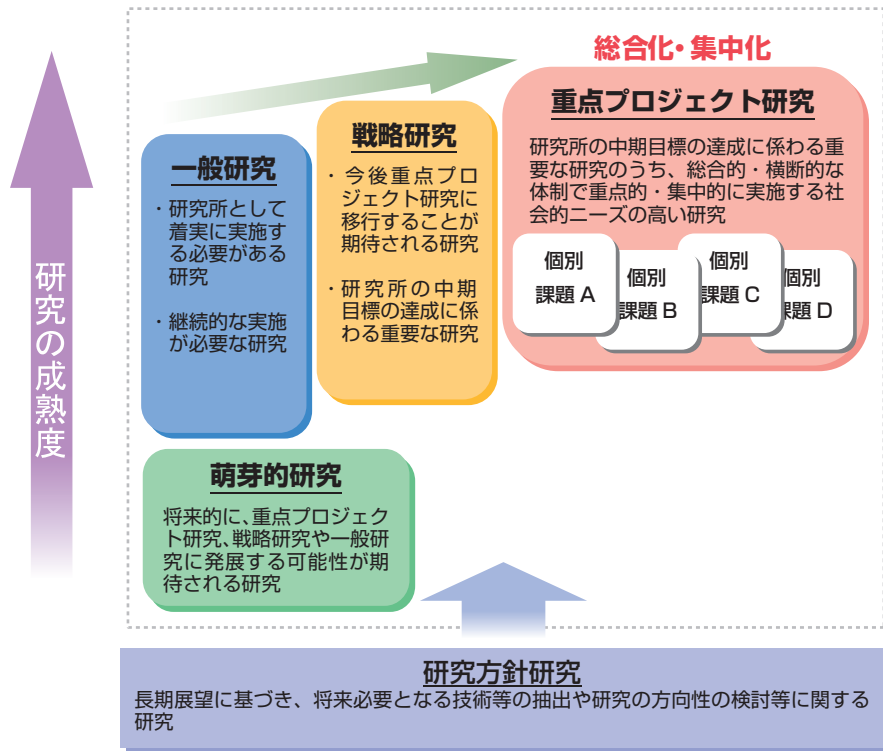 総合化・集中化
重点プロジェクト研究
研究所の中期目標の達成に係わる重
要な研究のうち、総合的・横断的な
体制で重点的・集中的に実施する社
会的ニーズの高い研究
個別
課題 A
個別
課題 B
個別
課題 C
個別
課題 D
戦略研究
・今後重点プロ
ジェクト研究に
移行することが
期待される研究
・研究所の中期
目標の達成に係
わる重要な研究
一般研究
・研究所として
着実に実施す
る必要がある
研究
・継続的な実施
が必要な研究
研究の成熟度
萌芽的研究
将来的に、重点プロジェク
ト研究、戦略研究や一般研
究に発展する可能性が期
待される研究
研究方針研究
長期展望に基づき、将来必要となる技術等の抽出や研究の方向性の検討等に関する
研究